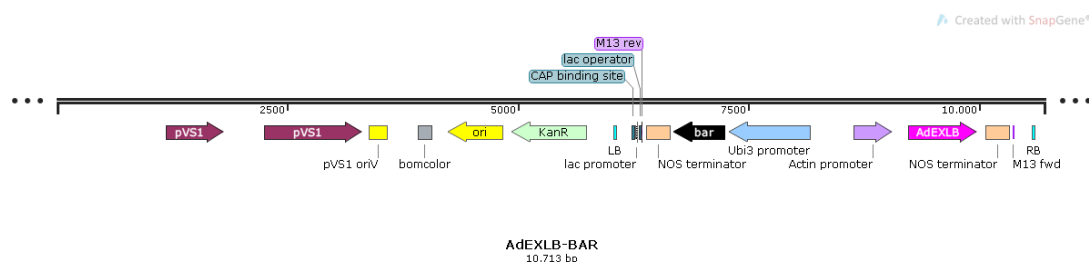 Created with SnapGene®
M13 rev
lac operator
CAP binding site
2500 5000 7500 10.000
pVS1 pVS1 ori KanR bar AdEXLB
LB Ubi3 promoter RB
pVS1 oriV bomcolor lac promoter NOS terminator Actin promoter NOS terminator M13 fwd
AdEXLB-BAR
10.713 bp